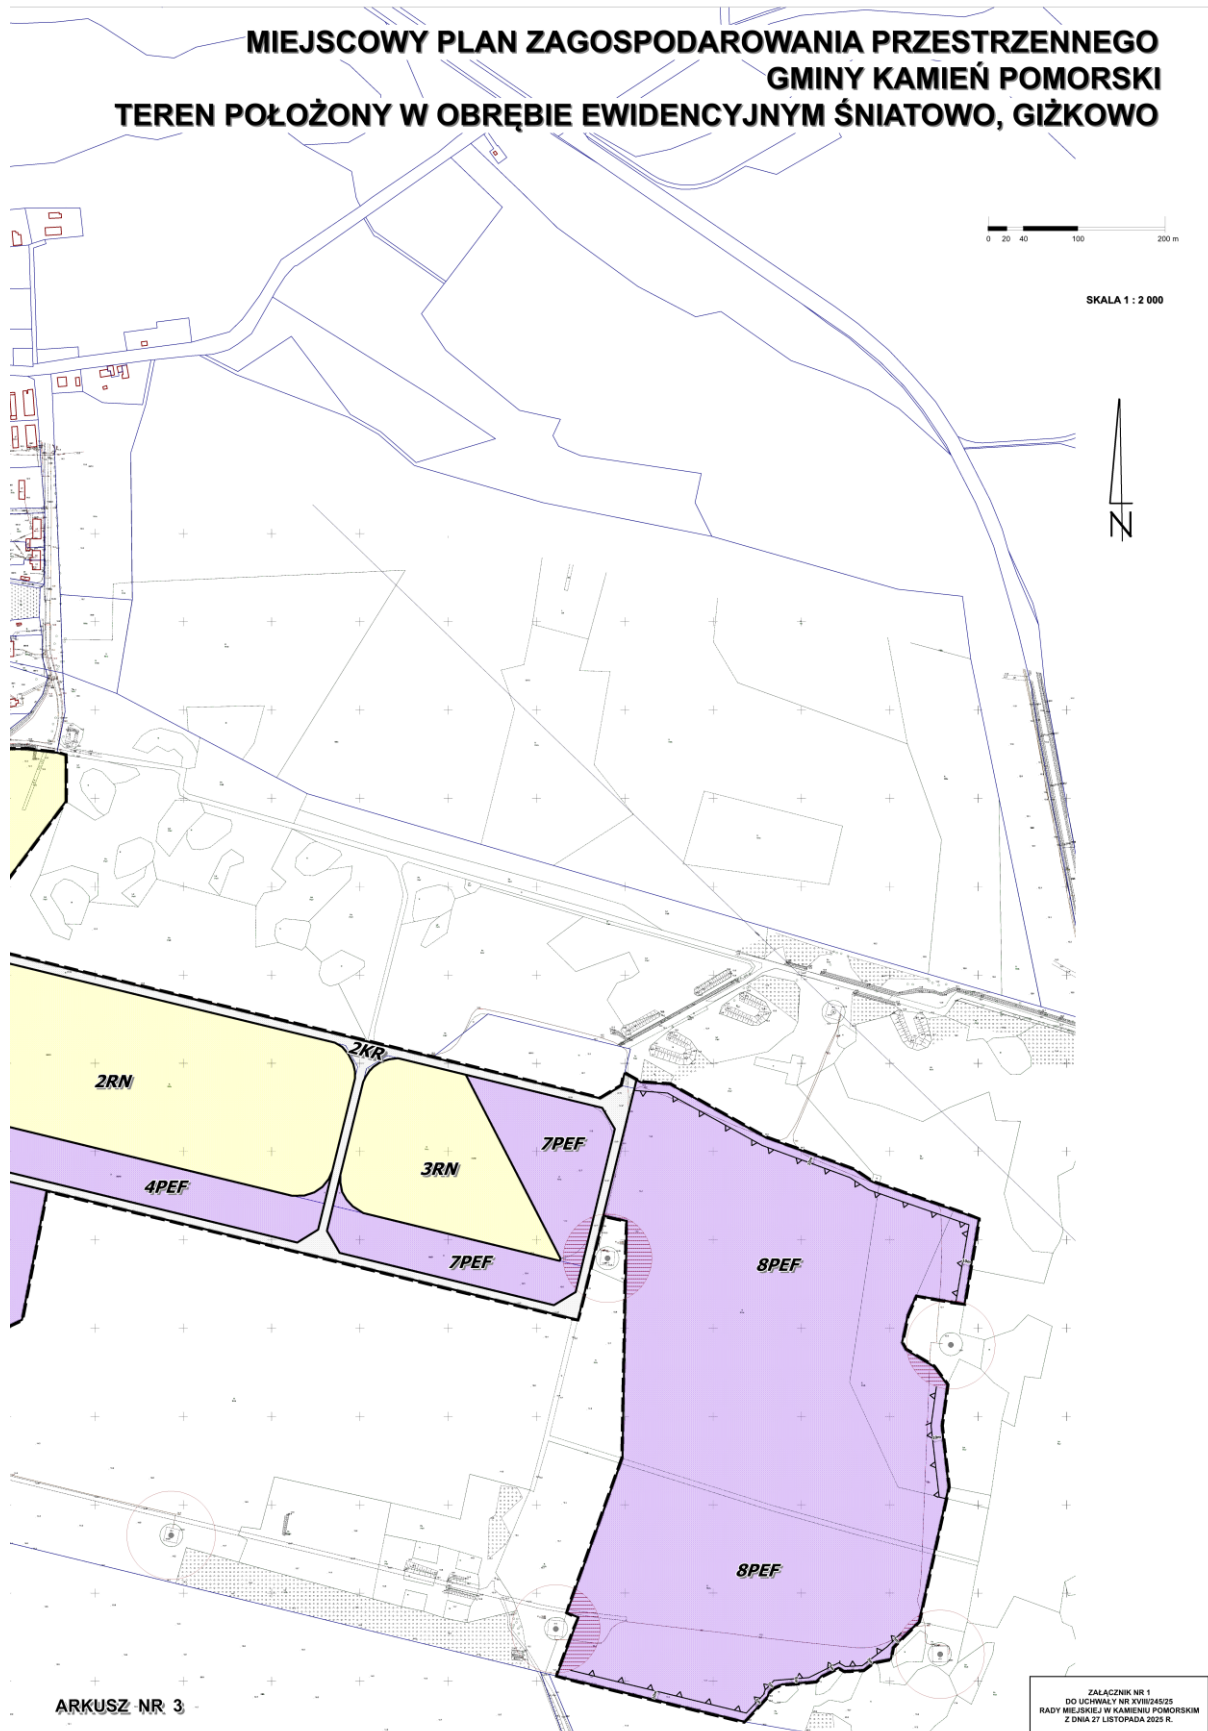 MIEJSCOWY PLAN ZAGOSPODAROWANIA PRZESTRZENNEGO
GMINY KAMIEŃ POMORSKI
TEREN POŁOŻONY W OBRĘBIE EWIDENCYJNYM ŚNIATOWO, GIŻKOWO
0 20 40 100 200 m
SKALA 1 : 2 000
N
2KR
2RN
7PEF
3RN
4PEF
7PEF
8PEF
8PEF
ARKUSZ NR 3
ZAŁĄCZNIK NR 1
DO UCHWAŁY NR XVIII/245/25
RADY MIEJSKIEJ W KAMIENIU POMORSKIM
Z DNIA 27 LISTOPADA 2025 R.